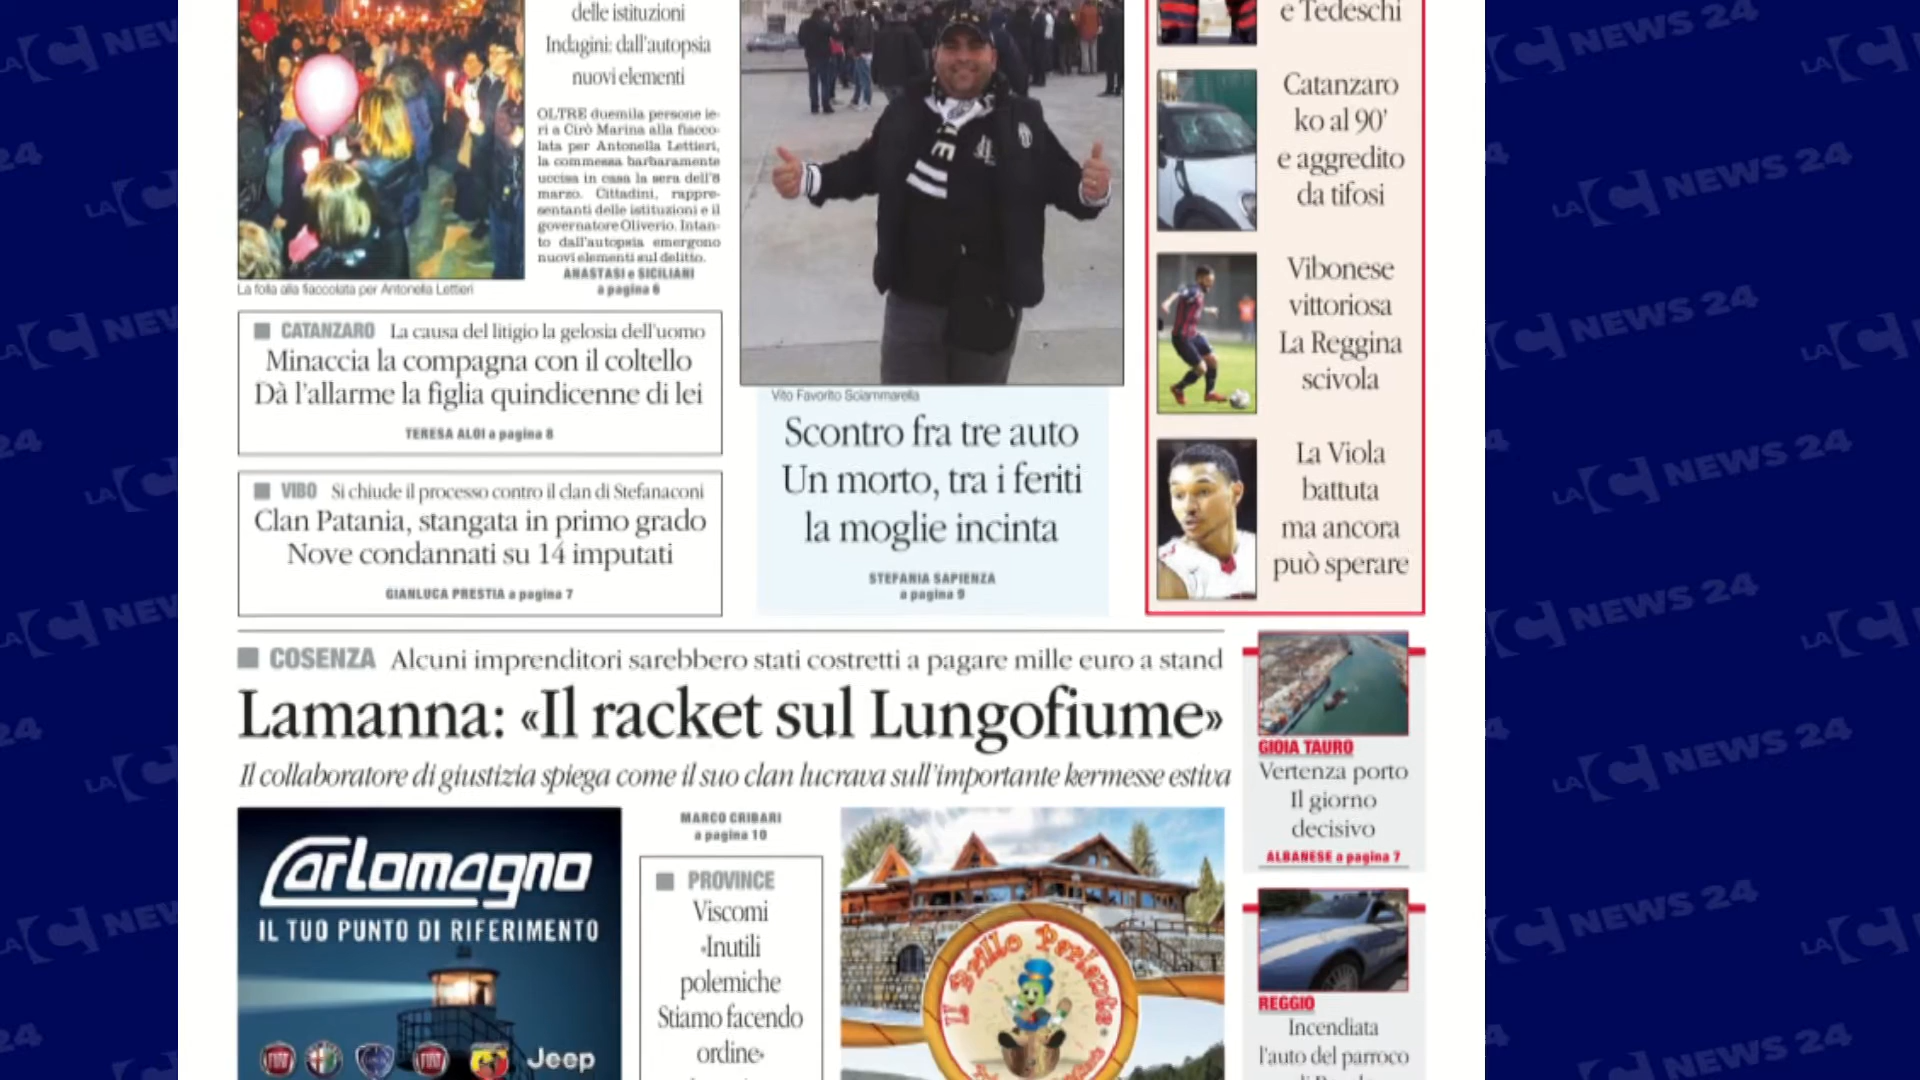 delle istituzioni
Indagini: dall'autopsia
nuovi elementi
OLTRE duemila persone ie-
ri a Cirò Marina alla fiacco-
lata per Antonella Lettieri,
la commessa barbaramente
uccisa in casa la sera dell'8
marzo. Cittadini, rappre-
sentanti delle istituzioni e il
governatore Oliverio. Intan-
to dall'autopsia emergono
nuovi elementi sul delitto.
ANASTASI e SICILIANI
a pagina 6
La folla alla fiaccolata per Antonella Lettieri
CATANZARO La causa del litigio la gelosia dell'uomo
Minaccia la compagna con il coltello
Dà l'allarme la figlia quindicenne di lei
TERESA ALOI a pagina 8
VIBO Si chiude il processo contro il clan di Stefanaconi
Clan Patania, stangata in primo grado
Nove condannati su 14 imputati
GIANLUCA PRESTIA a pagina 7
Vito Favorito Sciammarella
Scontro fra tre auto
Un morto, tra i feriti
la moglie incinta
STEFANIA SAPIENZA
a pagina 9
e Tedeschi
Catanzaro
ko al 90'
e aggredito
da tifosi
Vibonese
vittoriosa
La Reggina
scivola
La Viola
battuta
ma ancora
può sperare
COSENZA Alcuni imprenditori sarebbero stati costretti a pagare mille euro a stand
Lamanna: «Il racket sul Lungofiume»
Il collaboratore di giustizia spiega come il suo clan lucrava sull'importante kermesse estiva
MARCO CRIBARI
a pagina 10
Carlomagno
IL TUO PUNTO DI RIFERIMENTO
FIAT
FIAT
Jeep
PROVINCE
Viscomi
«Inutili
polemiche
Stiamo facendo
ordine»
Il Brillo Parlante
GIOIA TAURO
Vertenza porto
Il giorno
decisivo
ALBANESE a pagina 7
REGGIO
Incendiata
l'auto del parroco
LAC NEWS 24